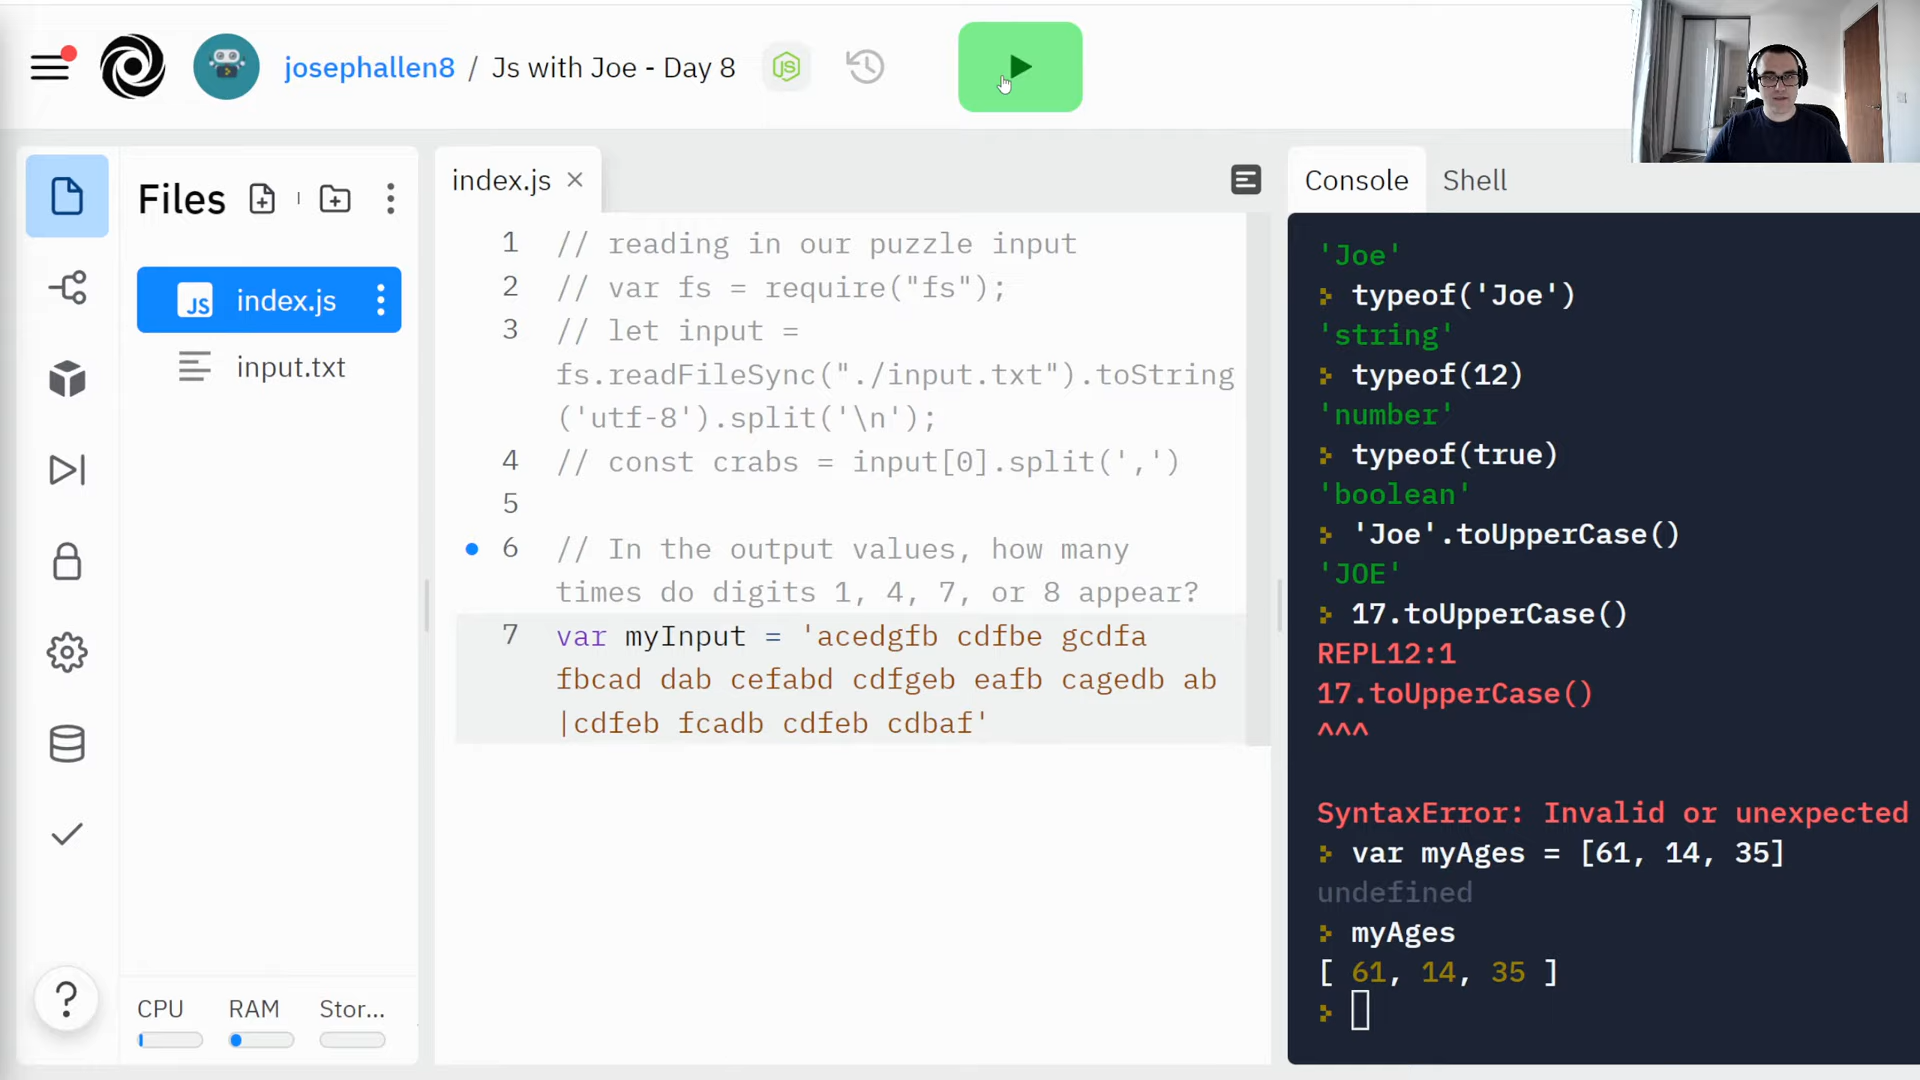 josephallen8 / Js with Joe - Day 8
Files
JS index.js
input.txt
CPU RAM Stor...
index.js ×
1 // reading in our puzzle input
2 // var fs = require("fs");
3 // let input =
fs.readFileSync("./input.txt").toString
('utf-8').split('\n');
4 // const crabs = input[0].split(',')
5
6 // In the output values, how many
times do digits 1, 4, 7, or 8 appear?
7 var myInput = 'acedgfb cdfbe gcdfa
fbcad dab cefabd cdfgeb eafb cagedb ab
|cdfeb fcadb cdfeb cdbaf'
Console Shell
'Joe'
typeof('Joe')
'string'
typeof(12)
'number'
typeof(true)
'boolean'
'Joe'.toUpperCase()
'JOE'
17.toUpperCase()
REPL12:1
17.toUpperCase()
^^^
SyntaxError: Invalid or unexpected
var myAges = [61, 14, 35]
undefined
myAges
[ 61, 14, 35 ]